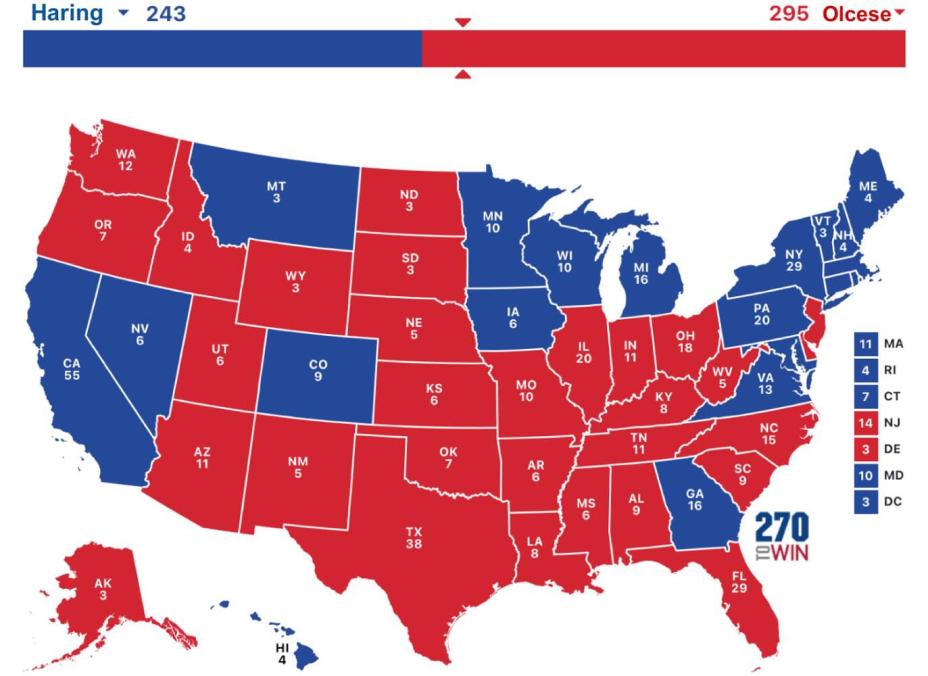 Haring 243
295 Olcese
WA
12
MT
3
ND
3
MN
10
ME
4
OR
7
ID
4
VT
3
NH
4
WY
3
SD
3
WI
10
MI
16
NY
29
NV
6
NE
5
IA
6
PA
20
CA
55
UT
6
CO
9
KS
6
MO
10
IL
20
IN
11
OH
18
WV
5
VA
13
KY
8
AZ
11
NM
5
OK
7
AR
6
TN
11
NC
15
SC
9
TX
38
LA
8
MS
6
AL
9
GA
16
FL
29
AK
3
HI
4
11 MA
4 RI
7 CT
14 NJ
3 DE
10 MD
3 DC
270
TO WIN